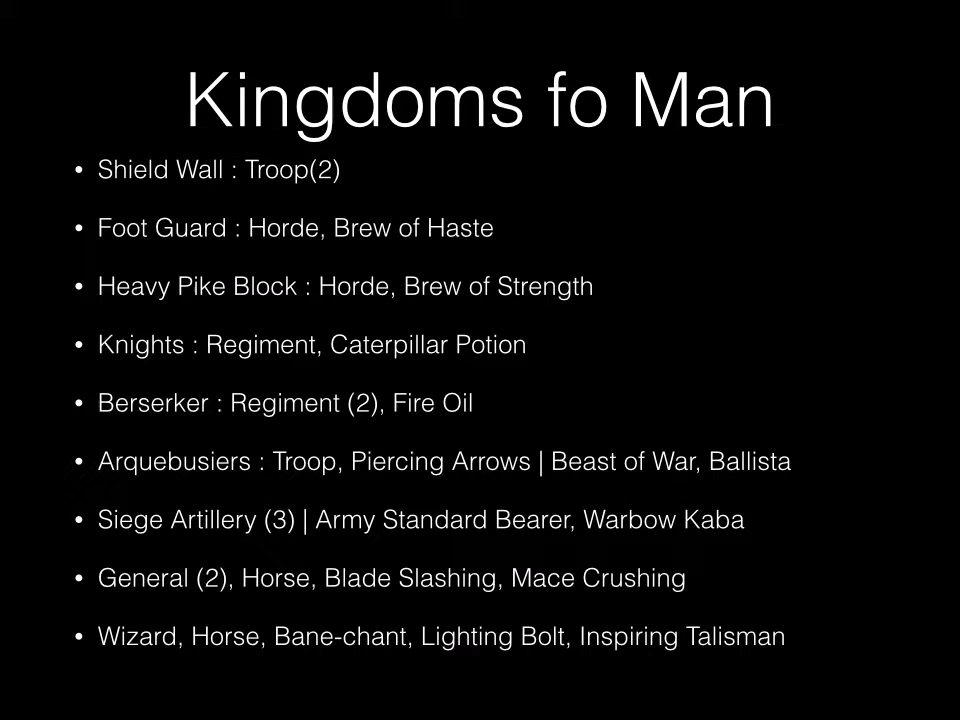 Kingdoms fo Man
• Shield Wall : Troop(2)
• Foot Guard : Horde, Brew of Haste
• Heavy Pike Block : Horde, Brew of Strength
• Knights : Regiment, Caterpillar Potion
• Berserker : Regiment (2), Fire Oil
• Arquebusiers : Troop, Piercing Arrows | Beast of War, Ballista
• Siege Artillery (3) | Army Standard Bearer, Warbow Kaba
• General (2), Horse, Blade Slashing, Mace Crushing
• Wizard, Horse, Bane-chant, Lighting Bolt, Inspiring Talisman